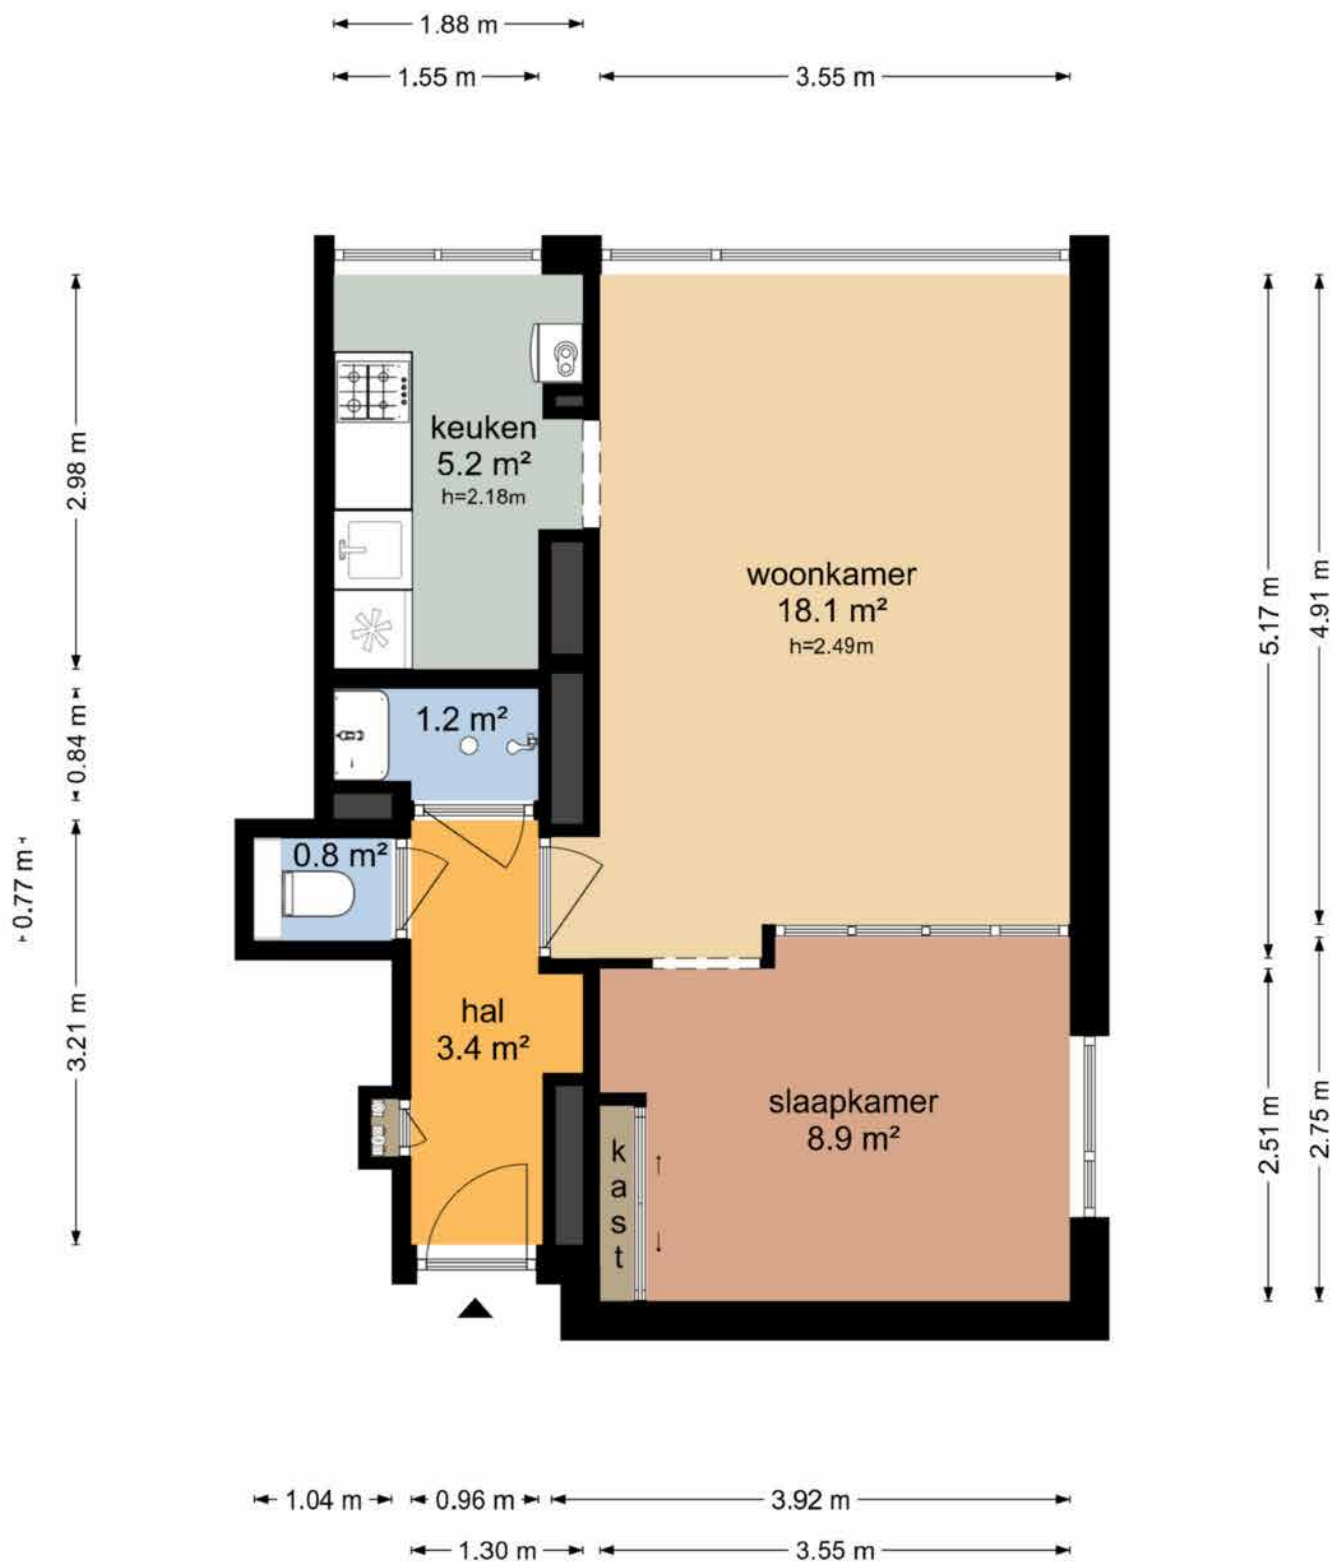 1.88 m
1.55 m
3.55 m
2.98 m
keuken
5.2 m²
h=2.18m
woonkamer
18.1 m²
h=2.49m
5.17 m
4.91 m
0.84 m
1.2 m²
0.77 m
0.8 m²
3.21 m
hal
3.4 m²
slaapkamer
8.9 m²
k
a
s
t
2.51 m
2.75 m
1.04 m
0.96 m
3.92 m
1.30 m
3.55 m